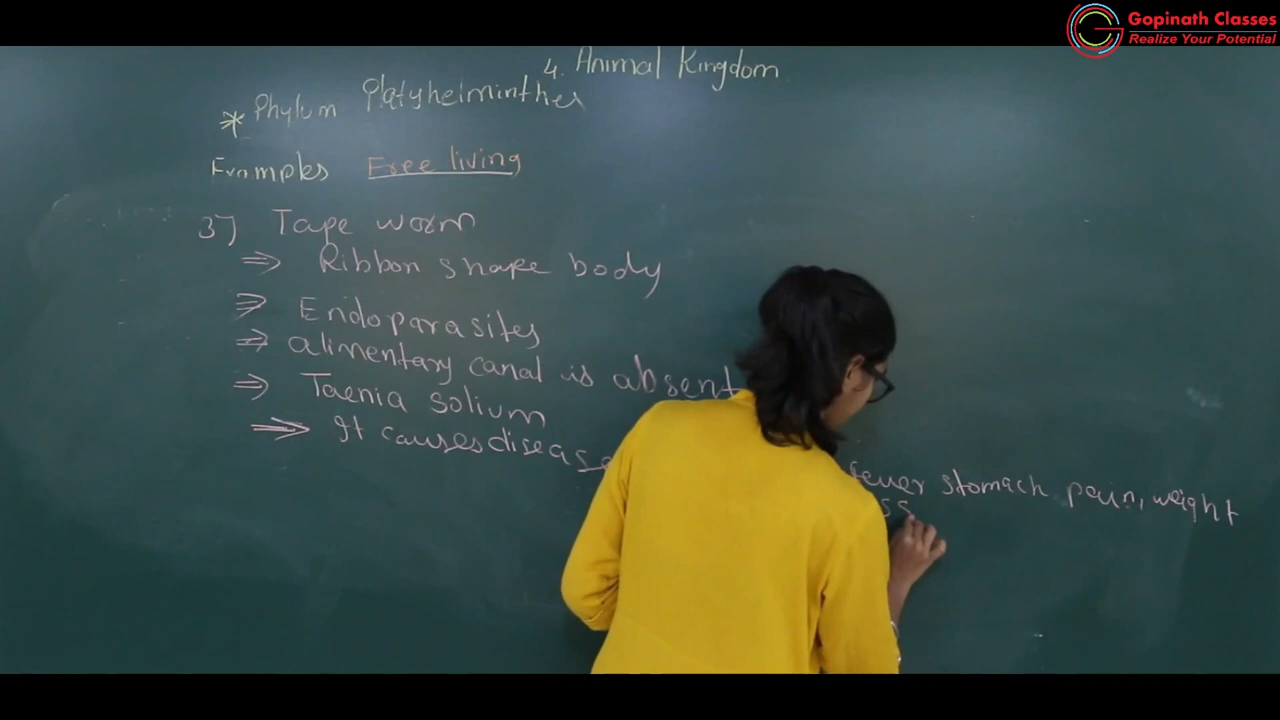 Gopinath Classes
Realize Your Potential
4. Animal Kingdom
* Phylum Platyhelminthes
Examples Free living
3) Tape worm
⇒ Ribbon shape body
⇒ Endoparasites
⇒ alimentary canal is absent
⇒ Taenia solium
⇒ It causes disease fever stomach pain, weight
ss